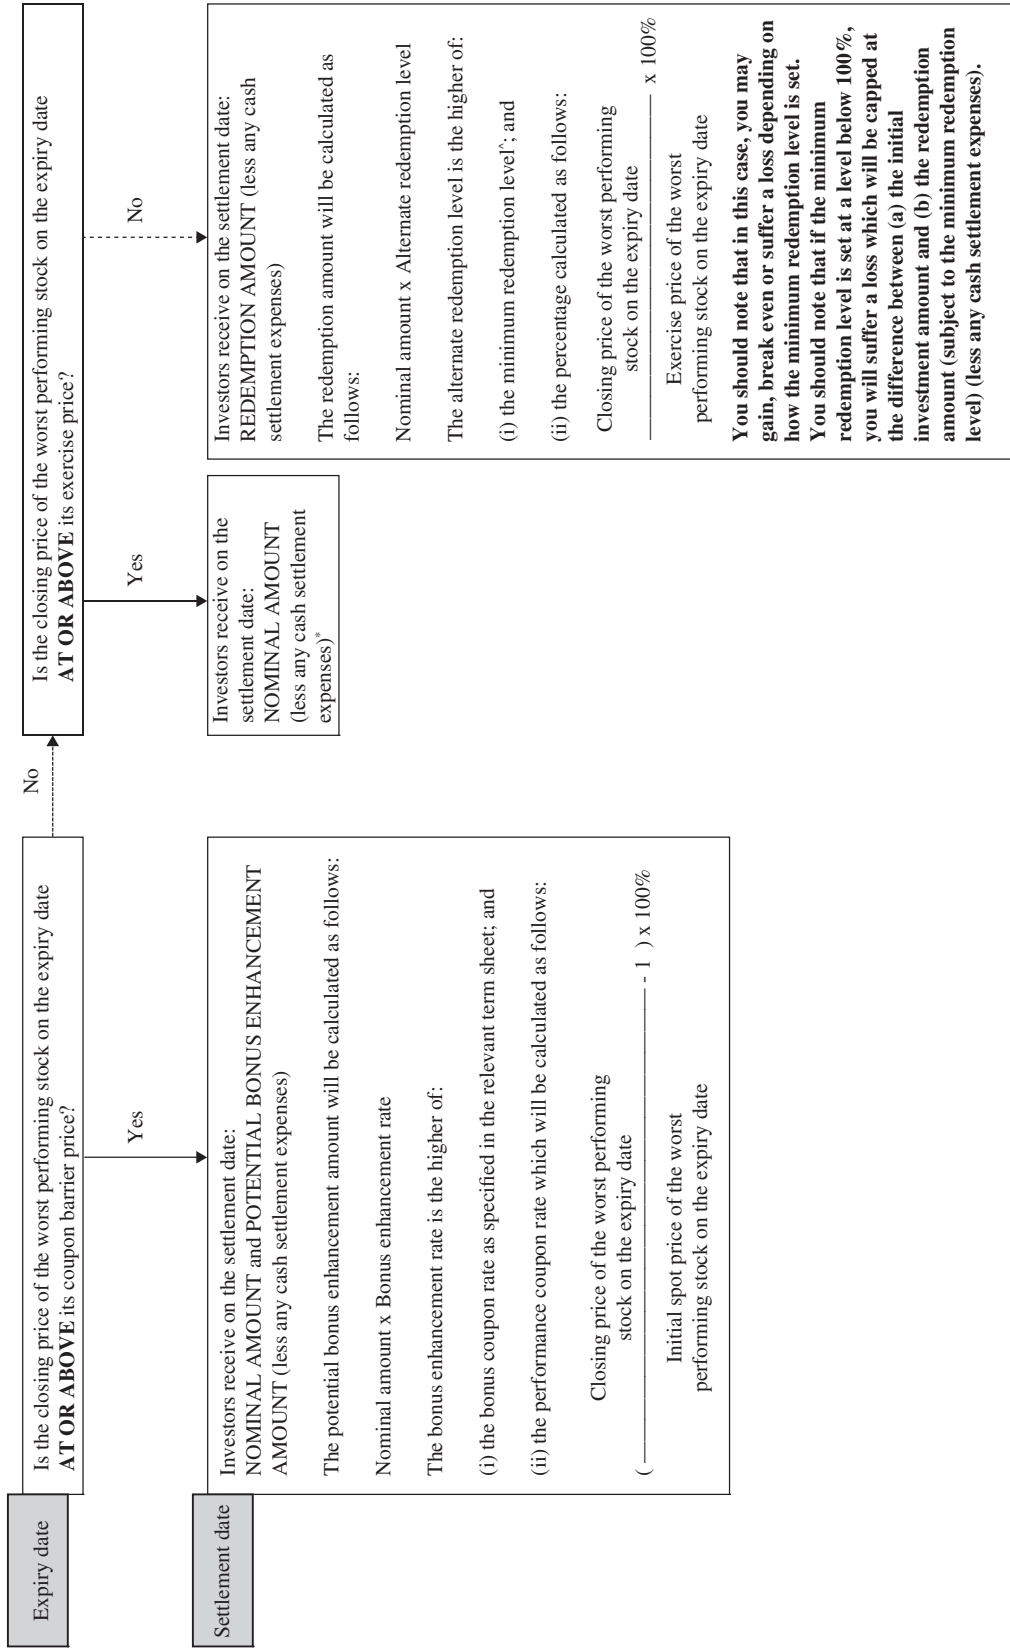 Expiry date
Is the closing price of the worst performing stock on the expiry date
AT OR ABOVE its coupon barrier price?
No
Is the closing price of the worst performing stock on the expiry date
AT OR ABOVE its exercise price?
Yes
Yes
No
Settlement date
Investors receive on the settlement date:
NOMINAL AMOUNT and POTENTIAL BONUS ENHANCEMENT
AMOUNT (less any cash settlement expenses)
The potential bonus enhancement amount will be calculated as follows:
Nominal amount x Bonus enhancement rate
The bonus enhancement rate is the higher of:
(i) the bonus coupon rate as specified in the relevant term sheet; and
(ii) the performance coupon rate which will be calculated as follows:
Closing price of the worst performing
stock on the expiry date
( - 1 ) x 100%
Initial spot price of the worst
performing stock on the expiry date
Investors receive on the
settlement date:
NOMINAL AMOUNT
(less any cash settlement
expenses)*
Investors receive on the settlement date:
REDEMPTION AMOUNT (less any cash
settlement expenses)
The redemption amount will be calculated as
follows:
Nominal amount x Alternate redemption level
The alternate redemption level is the higher of:
(i) the minimum redemption level^; and
(ii) the percentage calculated as follows:
Closing price of the worst performing
stock on the expiry date
x 100%
Exercise price of the worst
performing stock on the expiry date
You should note that in this case, you may
gain, break even or suffer a loss depending on
how the minimum redemption level is set.
You should note that if the minimum
redemption level is set at a level below 100%,
you will suffer a loss which will be capped at
the difference between (a) the initial
investment amount and (b) the redemption
amount (subject to the minimum redemption
level) (less any cash settlement expenses).